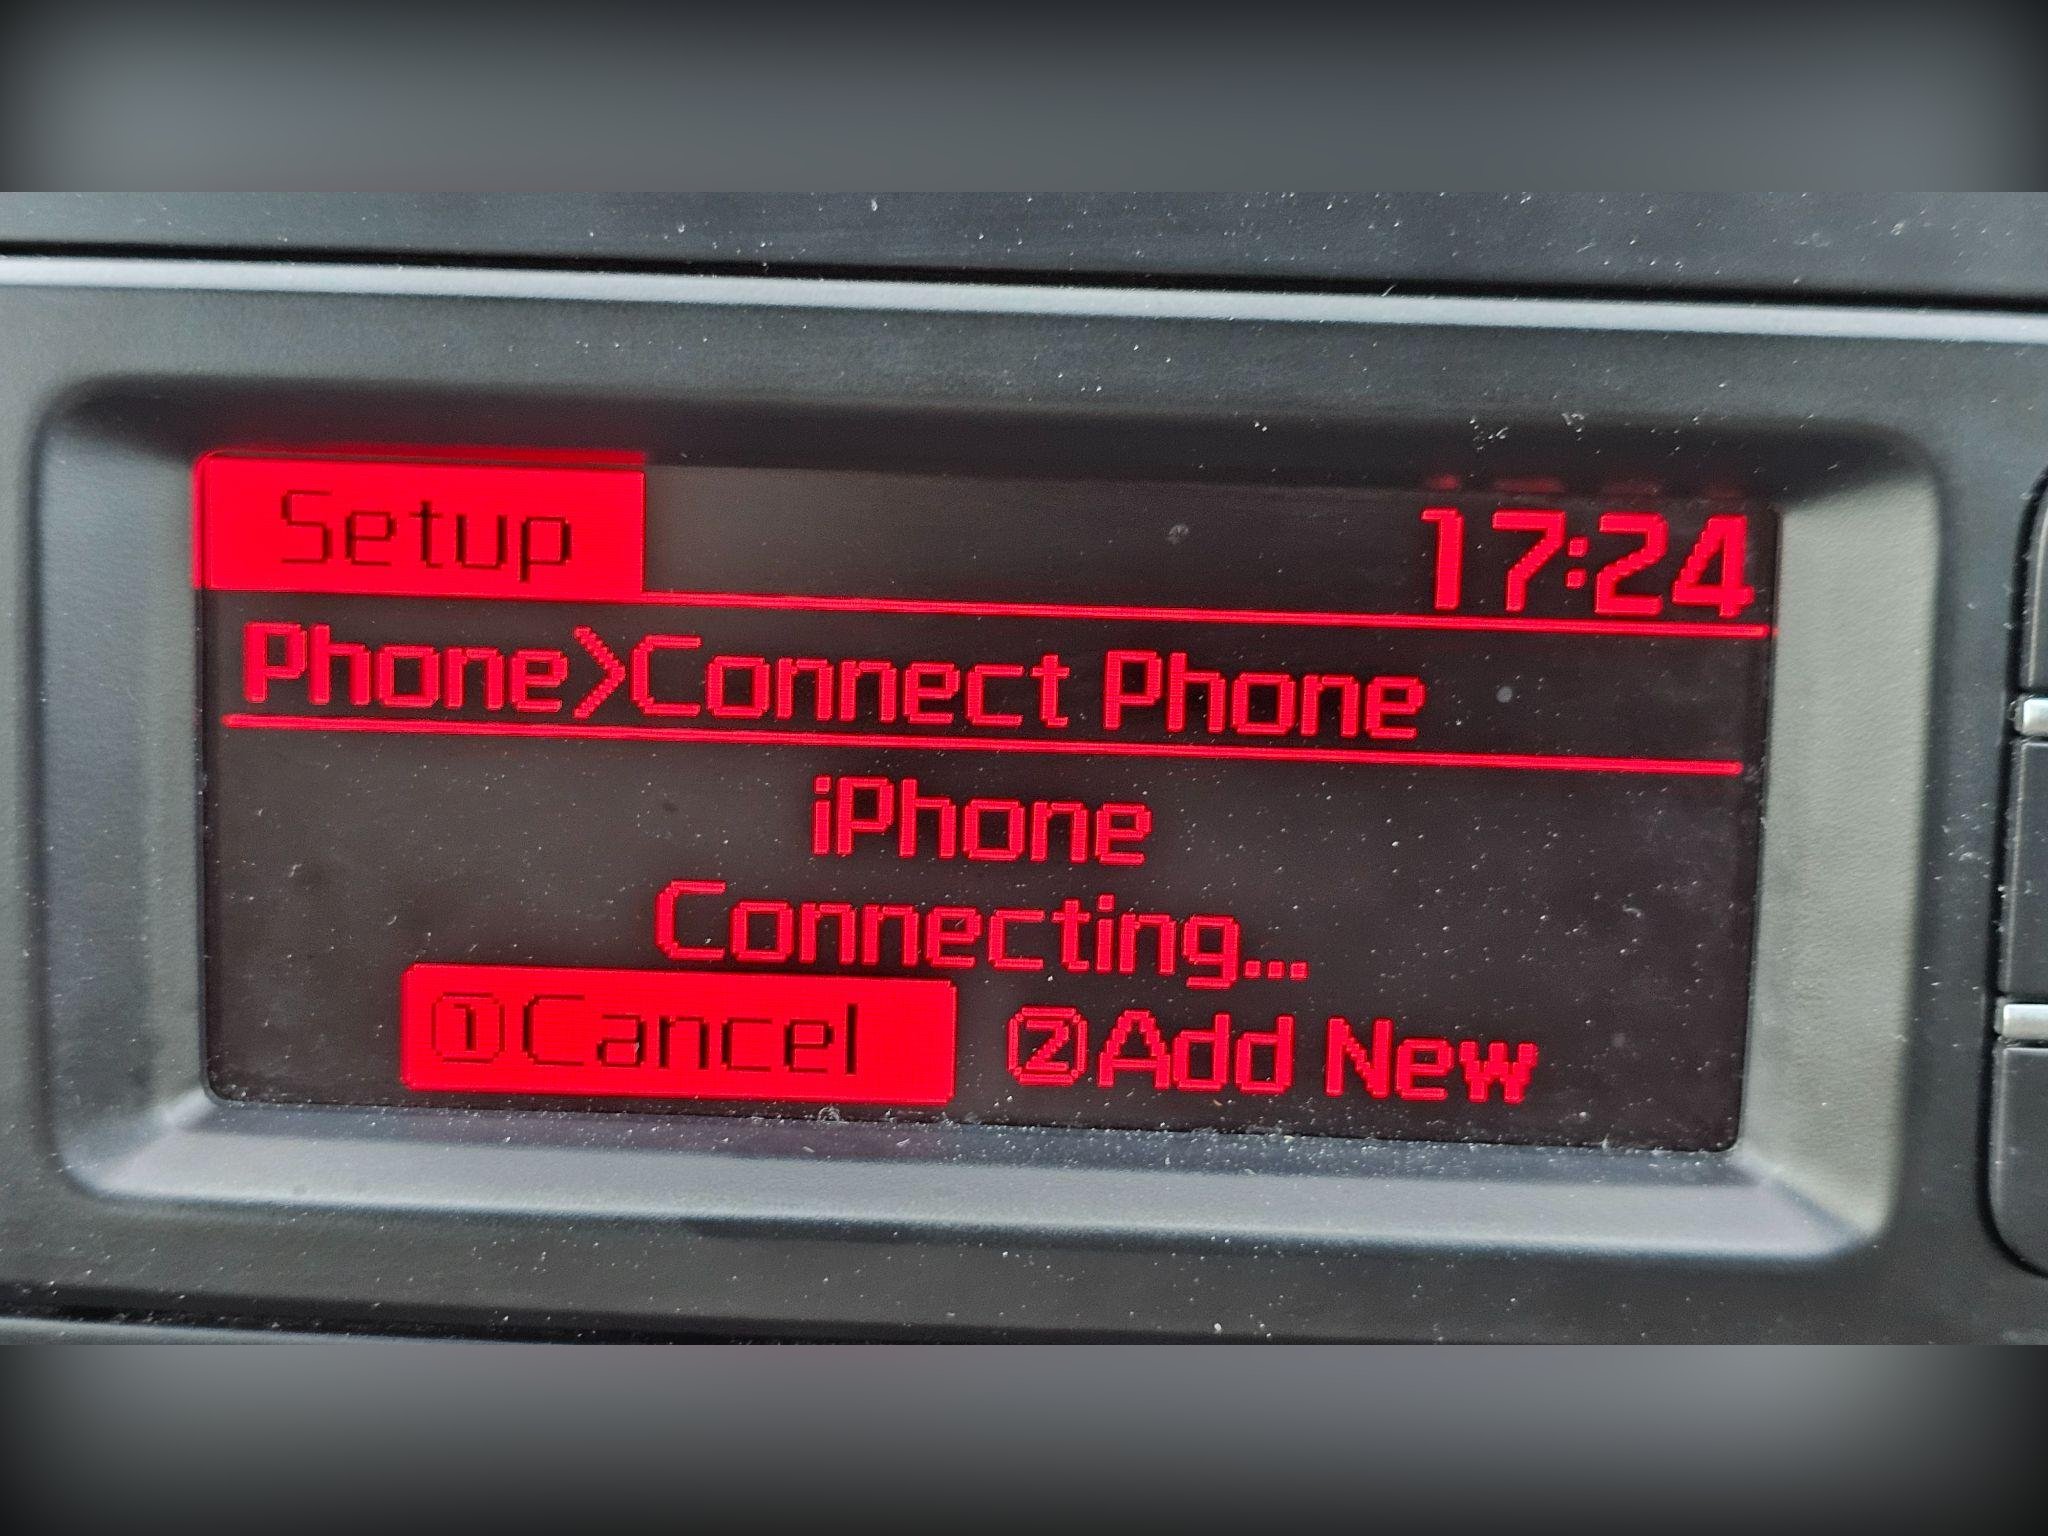 Setup 17:24
Phone>Connect Phone
iPhone
Connecting...
①Cancel ②Add New